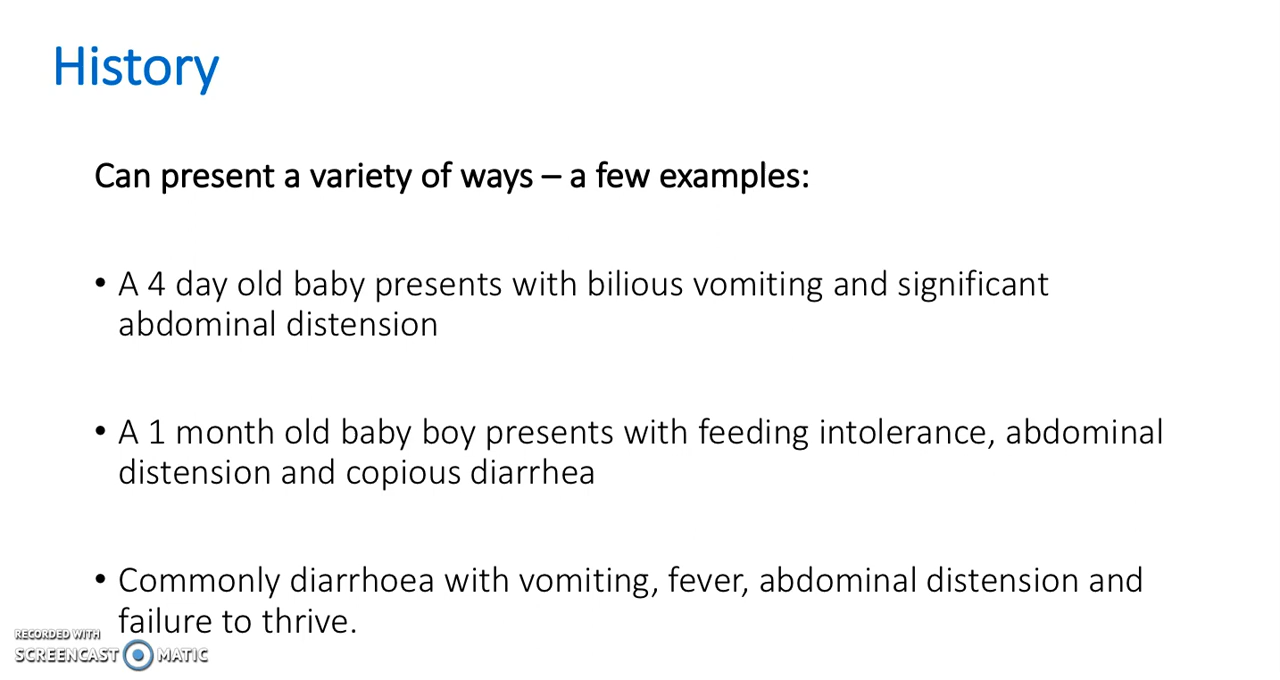 History
Can present a variety of ways – a few examples:
• A 4 day old baby presents with bilious vomiting and significant
abdominal distension
• A 1 month old baby boy presents with feeding intolerance, abdominal
distension and copious diarrhea
• Commonly diarrhoea with vomiting, fever, abdominal distension and
failure to thrive.
RECORDED WITH
SCREENCAST MATIC